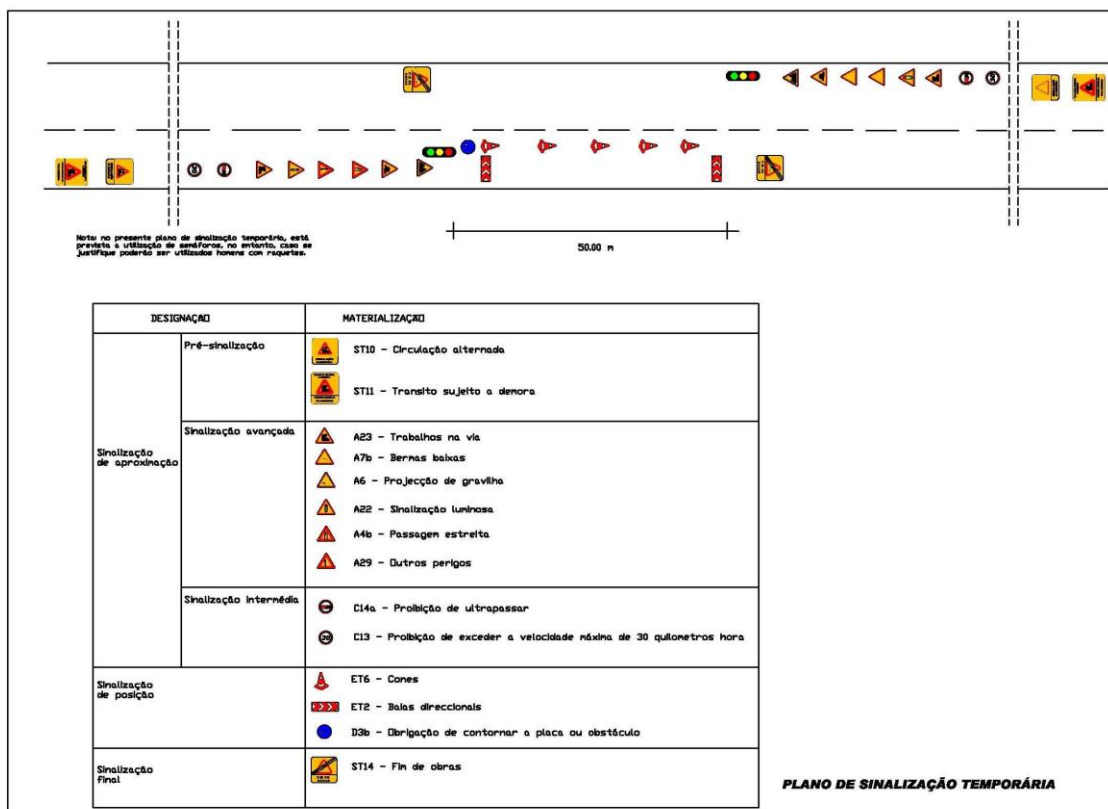 Nota: no presente plano de sinalização temporária, está
prevista a utilização de semáforos, no entanto, caso se
justifique poderão ser utilizados homens com raquetes.
50.00 m
DESIGNAÇÃO
MATERIALIZAÇÃO
Sinalização
de aproximação
Pré-sinalização
ST10 - Circulação alternada
ST11 - Transito sujeito a demora
Sinalização avançada
A23 - Trabalhos na via
A7b - Bermas baixas
A6 - Projecção de gravilha
A22 - Sinalização luminosa
A4b - Passagem estreita
A29 - Outros perigos
Sinalização intermédia
C14a - Proibição de ultrapassar
C13 - Proibição de exceder a velocidade máxima de 30 quilometros hora
Sinalização
de posição
ET6 - Cones
ET2 - Baias direccionais
D3b - Obrigação de contornar a placa ou obstáculo
Sinalização
final
ST14 - Fim de obras
PLANO DE SINALIZAÇÃO TEMPORÁRIA